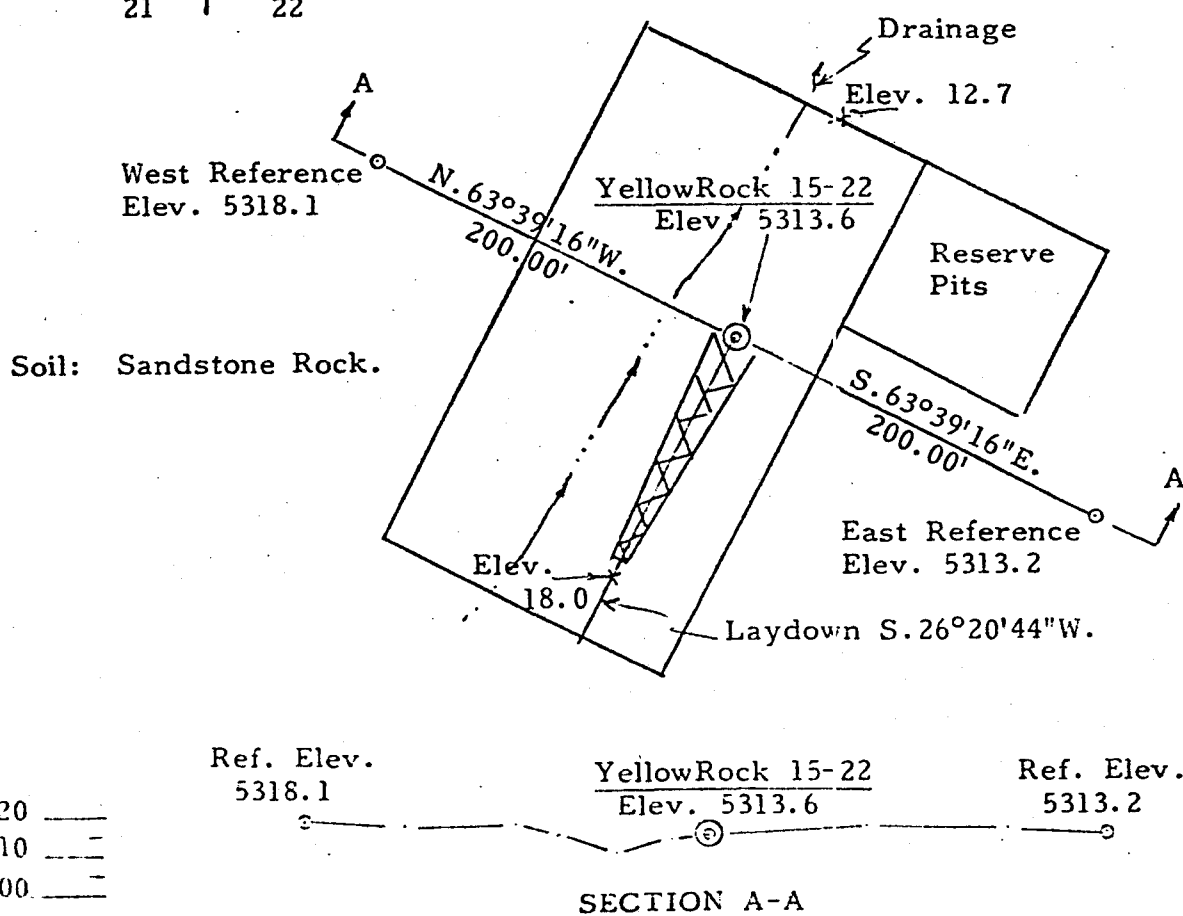 21 22
Drainage
A
Elev. 12.7
West Reference
Elev. 5318.1
N. 63°39'16"W.
200.00'
YellowRock 15-22
Elev. 5313.6
Reserve
Pits
Soil: Sandstone Rock.
S. 63°39'16"E.
200.00'
A
East Reference
Elev. 5313.2
Elev.
18.0
Laydown S. 26°20'44"W.
Ref. Elev.
5318.1
YellowRock 15-22
Elev. 5313.6
Ref. Elev.
5313.2
20
10
00
SECTION A-A